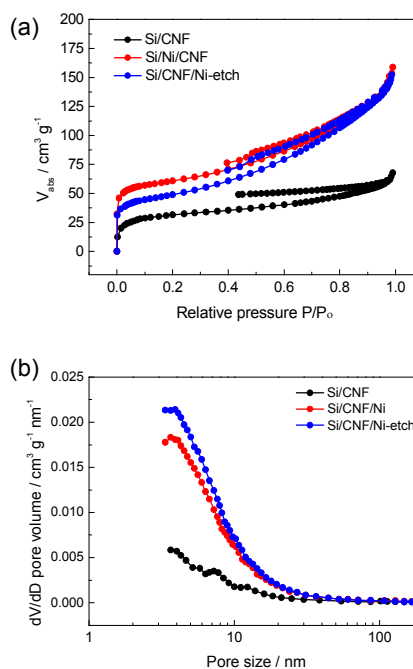 (a)
Si/CNF
Si/Ni/CNF
Si/CNF/Ni-etch
V_abs / cm³ g⁻¹
200
175
150
125
100
75
50
25
0
0.0 0.2 0.4 0.6 0.8 1.0
Relative pressure P/Po
(b)
Si/CNF
Si/CNF/Ni
Si/CNF/Ni-etch
dV/dD pore volume / cm³ g⁻¹ nm⁻¹
0.025
0.020
0.015
0.010
0.005
0.000
1 10 100
Pore size / nm